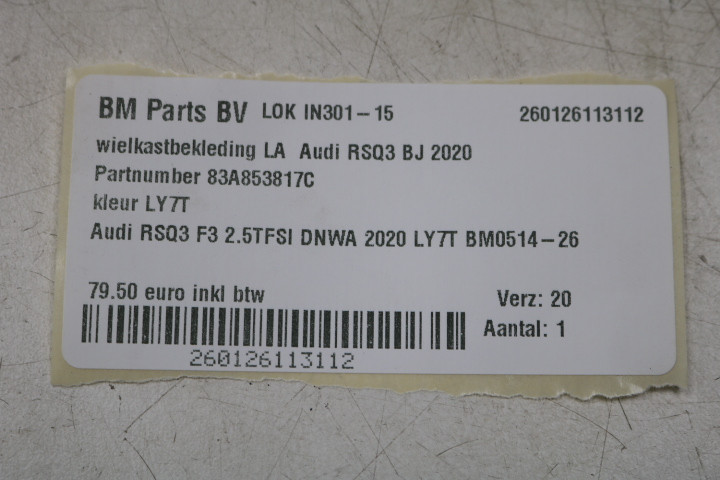 BM Parts BV LOK IN301-15 260126113112
wielkastbekleding LA Audi RSQ3 BJ 2020
Partnumber 83A853817C
kleur LY7T
Audi RSQ3 F3 2.5TFSI DNWA 2020 LY7T BM0514-26
79.50 euro inkl btw Verz: 20
Aantal: 1
260126113112